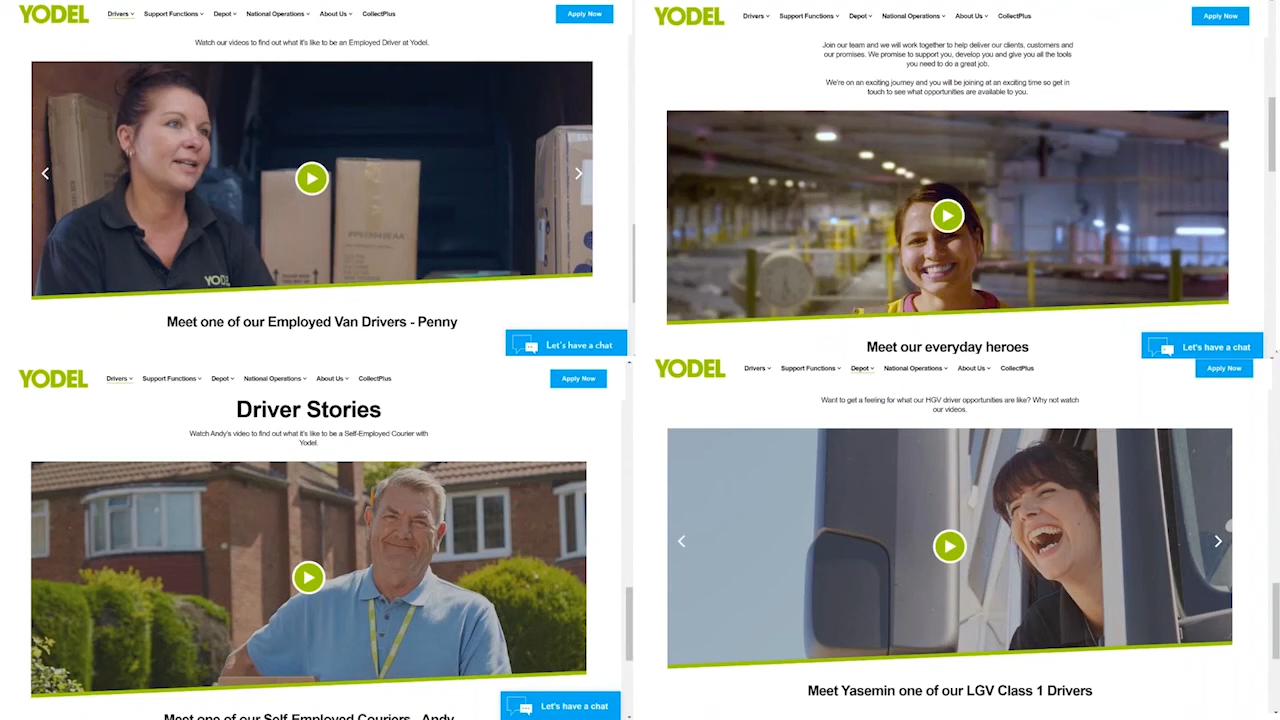 YODEL
Drivers Support Functions Depot National Operations About Us CollectPlus
Apply Now
Watch our videos to find out what it's like to be an Employed Driver at Yodel.
YODEL
Meet one of our Employed Van Drivers - Penny
Let's have a chat
YODEL
Drivers Support Functions Depot National Operations About Us CollectPlus
Apply Now
Join our team and we will work together to help deliver our clients, customers and
our promises. We promise to support you, develop you and give you all the tools
you need to do a great job.
We're on an exciting journey and you will be joining at an exciting time so get in
touch to see what opportunities are available to you.
Meet our everyday heroes
Let's have a chat
YODEL
Drivers Support Functions Depot National Operations About Us CollectPlus
Apply Now
Driver Stories
Watch Andy's video to find out what it's like to be a Self-Employed Courier with
Yodel.
Meet one of our Self Employed Couriers - Andy
Let's have a chat
YODEL
Drivers Support Functions Depot National Operations About Us CollectPlus
Apply Now
Want to get a feeling for what our HGV driver opportunities are like? Why not watch
our videos.
Meet Yasemin one of our LGV Class 1 Drivers